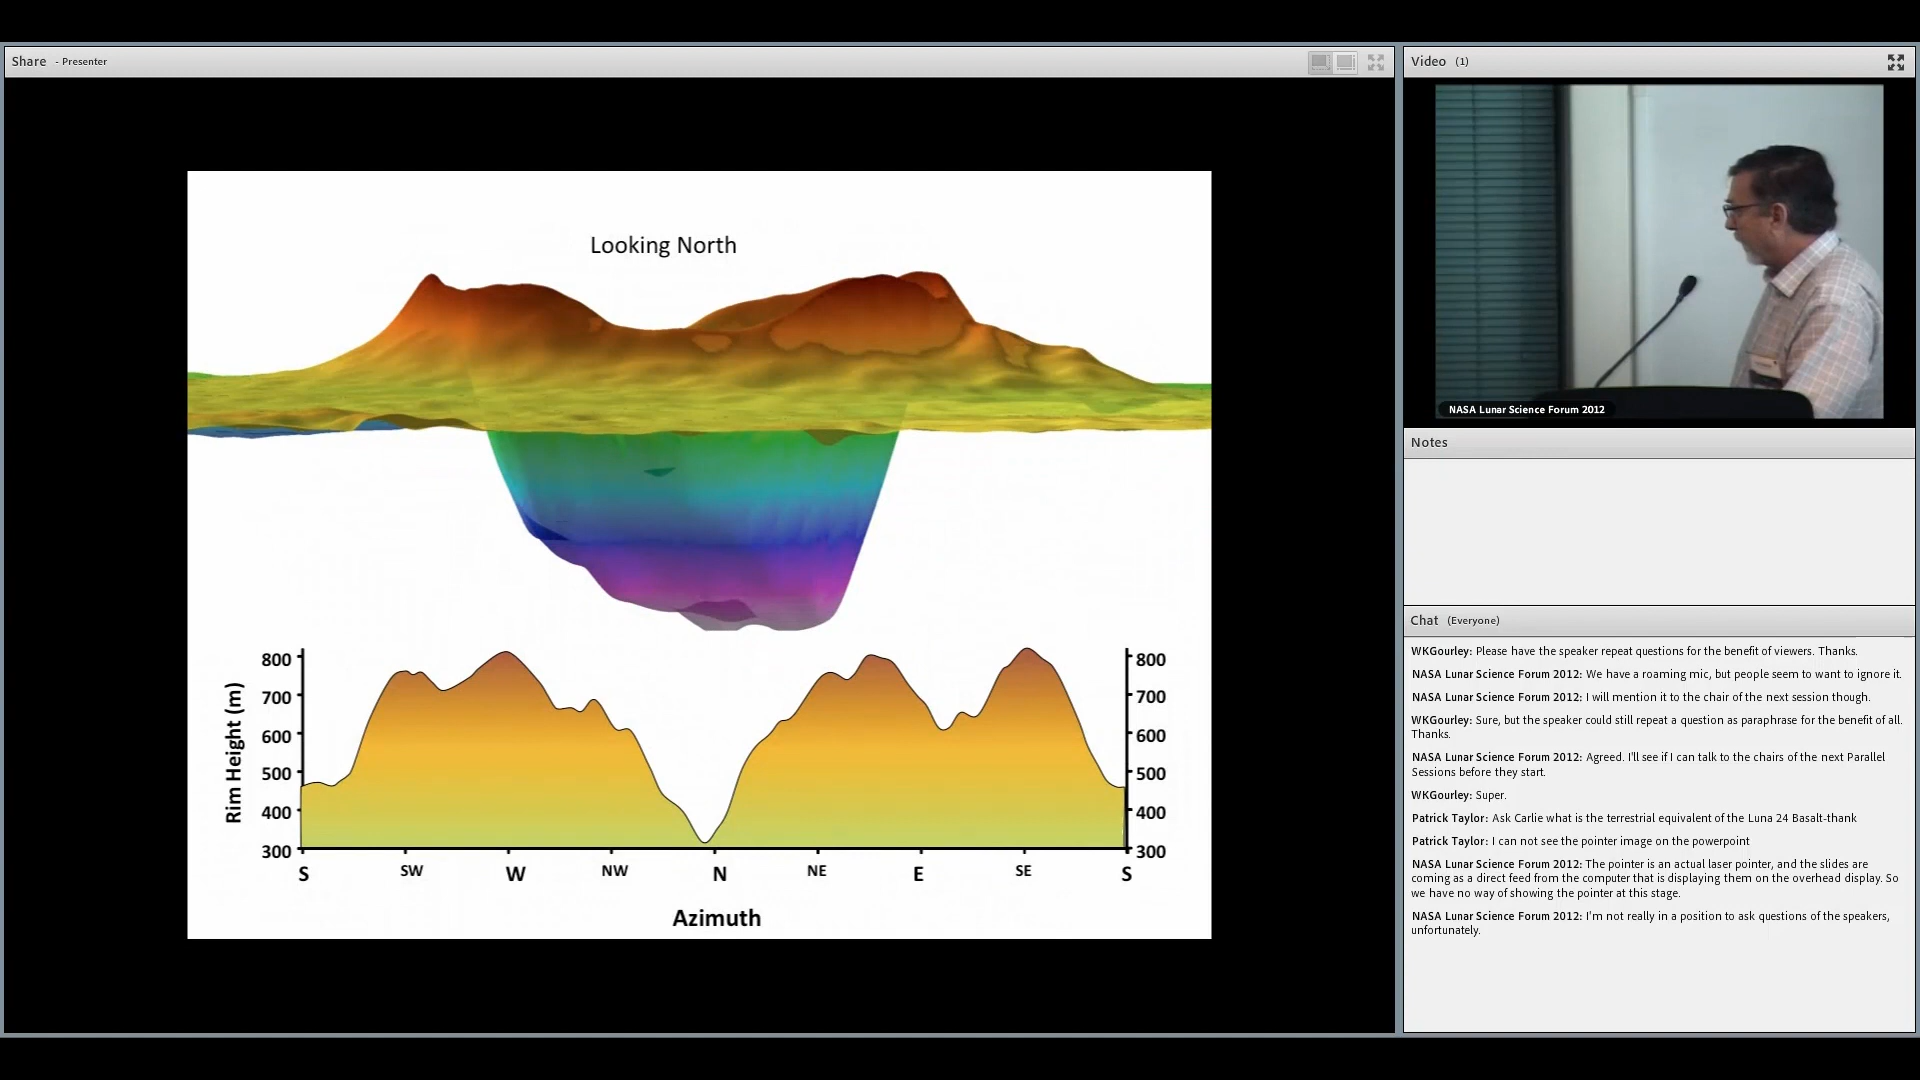 Share - Presenter
Looking North
800
700
600
500
400
300
Rim Height (m)
800
700
600
500
400
300
S SW W NW N NE E SE S
Azimuth
Video (1)
NASA Lunar Science Forum 2012
Notes
Chat (Everyone)
WKGourley: Please have the speaker repeat questions for the benefit of viewers. Thanks.
NASA Lunar Science Forum 2012: We have a roaming mic, but people seem to want to ignore it.
NASA Lunar Science Forum 2012: I will mention it to the chair of the next session though.
WKGourley: Sure, but the speaker could still repeat a question as paraphrase for the benefit of all.
Thanks.
NASA Lunar Science Forum 2012: Agreed. I'll see if I can talk to the chairs of the next Parallel
Sessions before they start.
WKGourley: Super.
Patrick Taylor: Ask Carlie what is the terrestrial equivalent of the Luna 24 Basalt-thank
Patrick Taylor: I can not see the pointer image on the powerpoint
NASA Lunar Science Forum 2012: The pointer is an actual laser pointer, and the slides are
coming as a direct feed from the computer that is displaying them on the overhead display. So
we have no way of showing the pointer at this stage.
NASA Lunar Science Forum 2012: I'm not really in a position to ask questions of the speakers,
unfortunately.